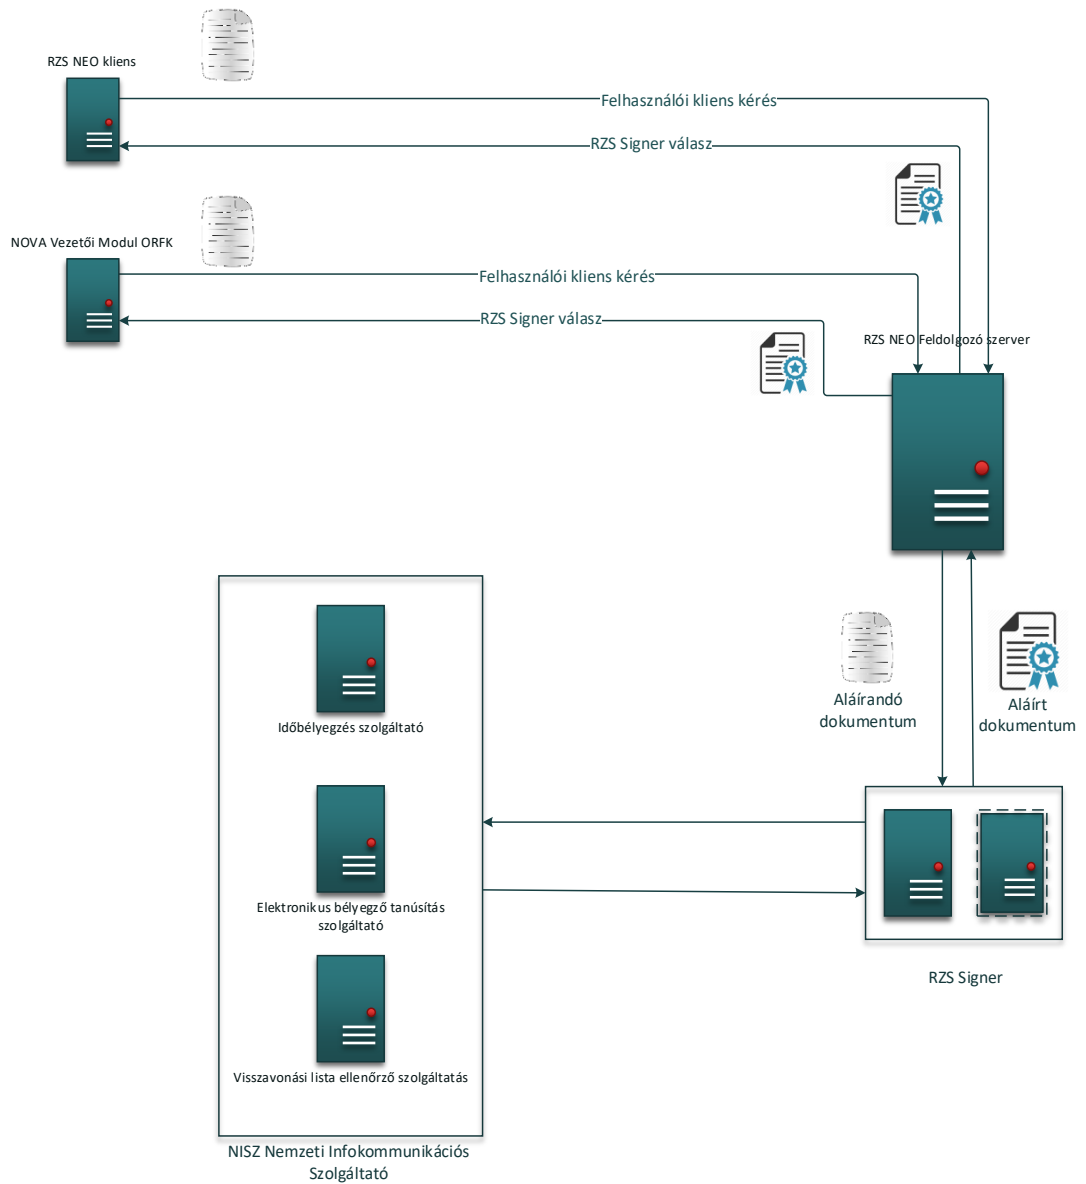 RZS NEO kliens
Felhasználói kliens kérés
RZS Signer válasz
NOVA Vezetői Modul ORFK
Felhasználói kliens kérés
RZS Signer válasz
RZS NEO Feldolgozó szerver
Aláírandó
dokumentum
Aláírt
dokumentum
Időbélyegzés szolgáltató
Elektronikus bélyegző tanúsítás
szolgáltató
RZS Signer
Visszavonási lista ellenőrző szolgáltatás
NISZ Nemzeti Infokommunikációs
Szolgáltató